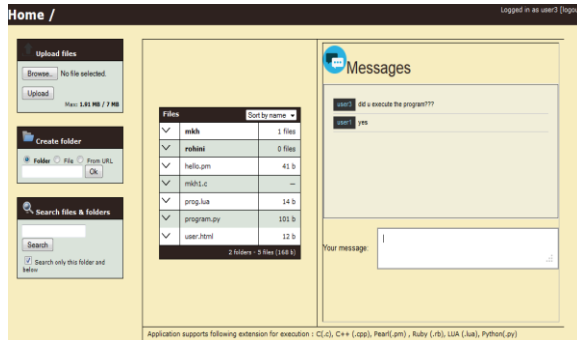 Home /
Logged in as user3 [logou
Upload files
Browse.. No file selected.
Upload
Max: 1.91 MB / 7 MB
Create folder
Folder File From URL
Ok
Search files & folders
Search
Search only this folder and
below
Files Sort by name
mkh 1 files
rohini 0 files
hello.pm 41 b
mkh1.c —
prog.lua 14 b
program.py 101 b
user.html 12 b
2 folders - 5 files (168 b)
Messages
user3 did u execute the program???
user1 yes
Your message:
Application supports following extension for execution : C(.c), C++ (.cpp), Pearl(.pm) , Ruby (.rb), LUA (.lua), Python(.py)